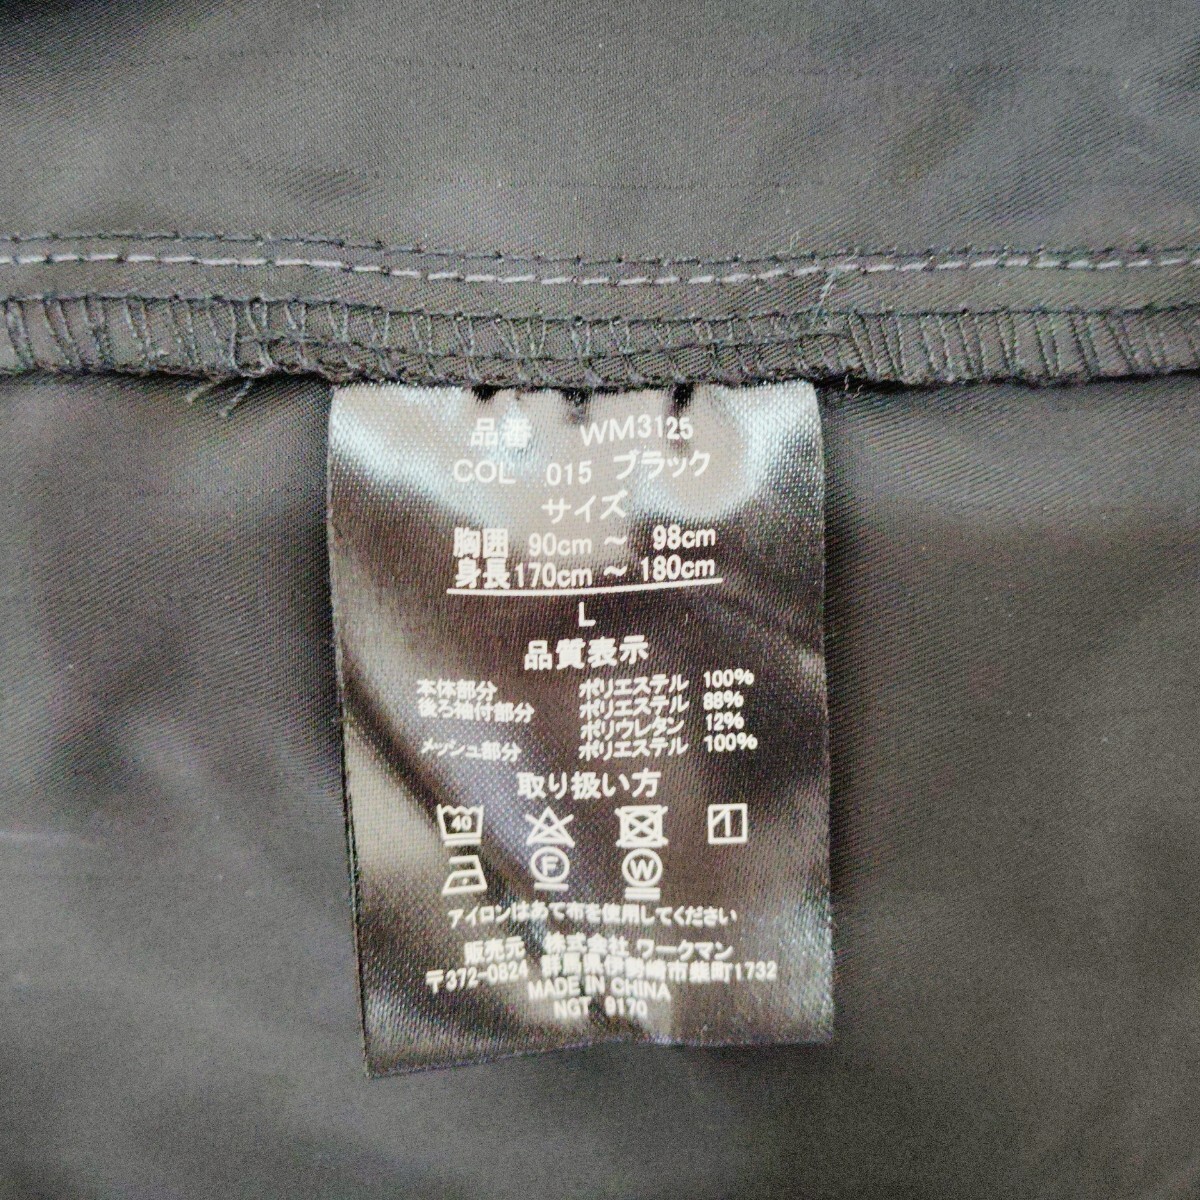 品番 WM3125
COL 015 ブラック
サイズ
胸囲 90cm ～ 98cm
身長 170cm ～ 180cm
L
品質表示
本体部分 ポリエステル 100%
後ろ袖付部分 ポリエステル 88%
ポリウレタン 12%
メッシュ部分 ポリエステル 100%
取り扱い方
40 1
F W
アイロンはあて布を使用してください
販売元 株式会社 ワークマン
〒372-0824 群馬県伊勢崎市柴町1732
MADE IN CHINA
NGT 9170